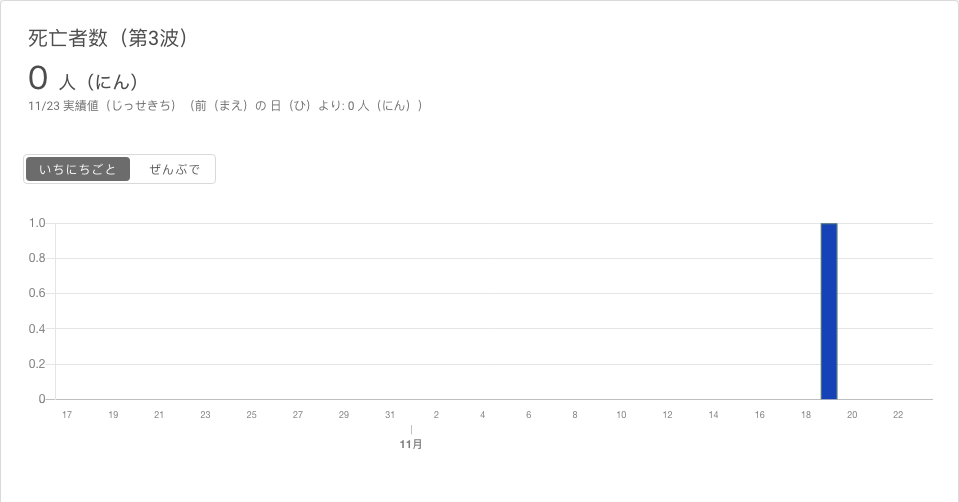 死亡者数（第3波）
0 人（にん）
11/23 実績値（じっせきち）（前（まえ）の 日（ひ）より: 0 人（にん））
いちにちごと ぜんぶで
1.0
0.8
0.6
0.4
0.2
0
17 19 21 23 25 27 29 31 2 4 6 8 10 12 14 16 18 20 22
11月